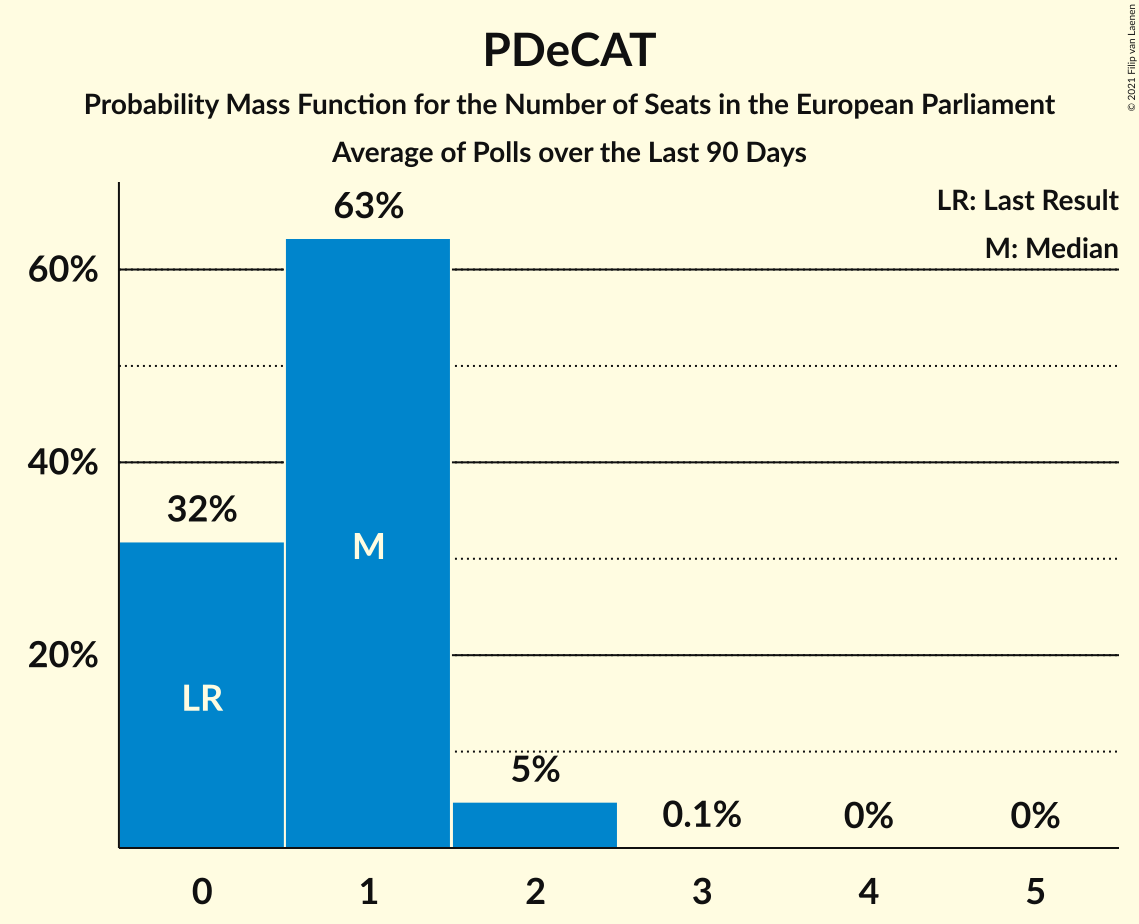 PDeCAT
Probability Mass Function for the Number of Seats in the European Parliament
Average of Polls over the Last 90 Days
© 2021 Filip van Laenen
LR: Last Result
M: Median
63%
60%
40%
32%
M
20%
LR
5%
0.1%
0%
0%
0 1 2 3 4 5